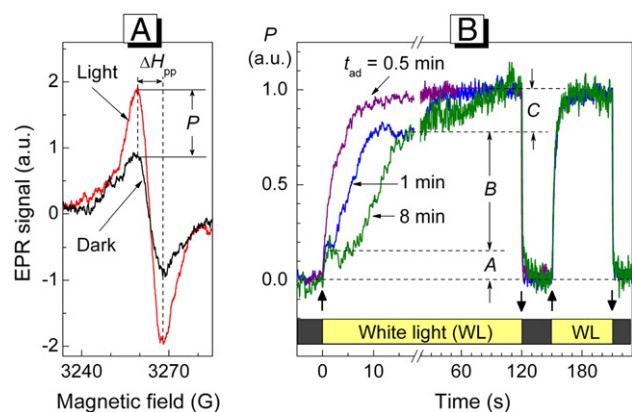 A
B
ΔHpp
P
(a.u.)
Light
P
Dark
EPR signal (a.u.)
2
1
0
-1
-2
3240
3270
Magnetic field (G)
tad = 0.5 min
1 min
8 min
C
B
A
1.0
0.5
0.0
White light (WL)
WL
0
10
60
120
180
Time (s)